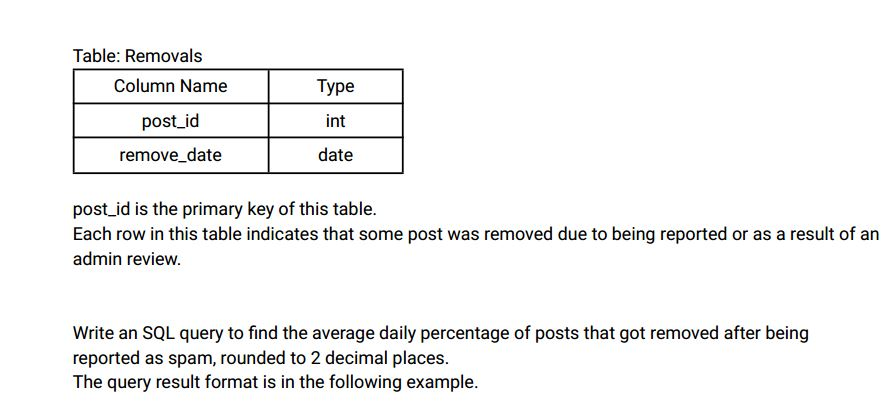 Table: Removals
Column Name Type
post_id int
remove_date date
post_id is the primary key of this table.
Each row in this table indicates that some post was removed due to being reported or as a result of an
admin review.
Write an SQL query to find the average daily percentage of posts that got removed after being
reported as spam, rounded to 2 decimal places.
The query result format is in the following example.